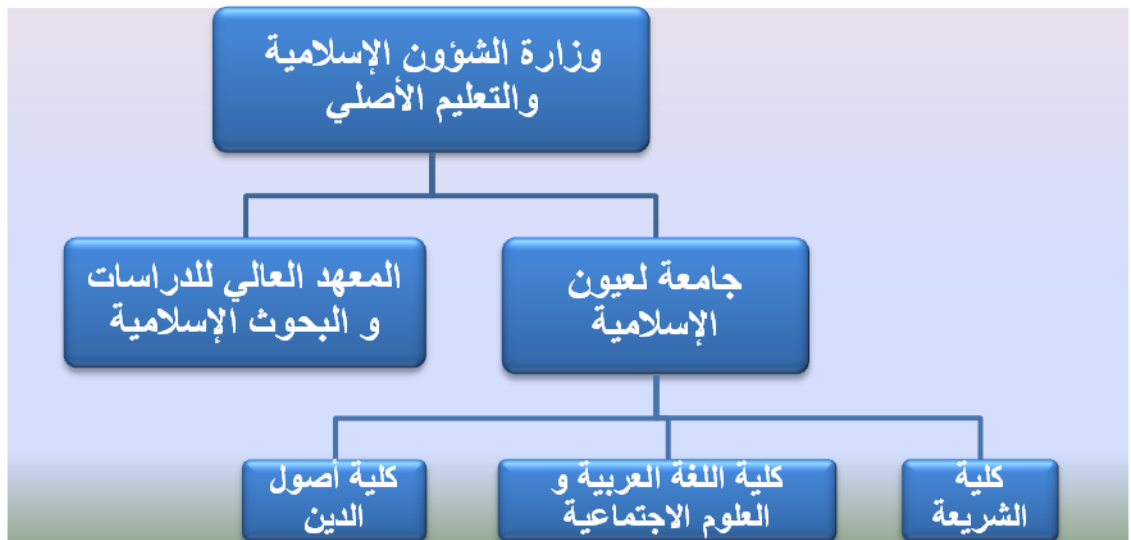 وزارة الشؤون الإسلامية
والتعليم الأصلي
جامعة لعيون
الإسلامية
المعهد العالي للدراسات
و البحوث الإسلامية
كلية
الشريعة
كلية اللغة العربية و
العلوم الاجتماعية
كلية أصول
الدين